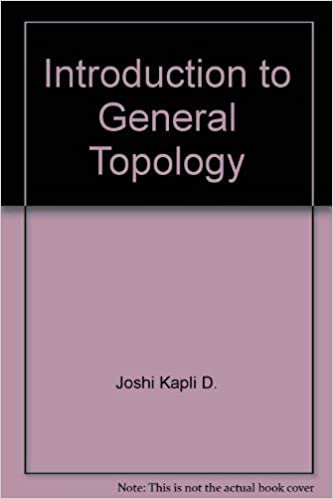 Introduction to
General
Topology
Joshi Kapli D.
Note: This is not the actual book cover